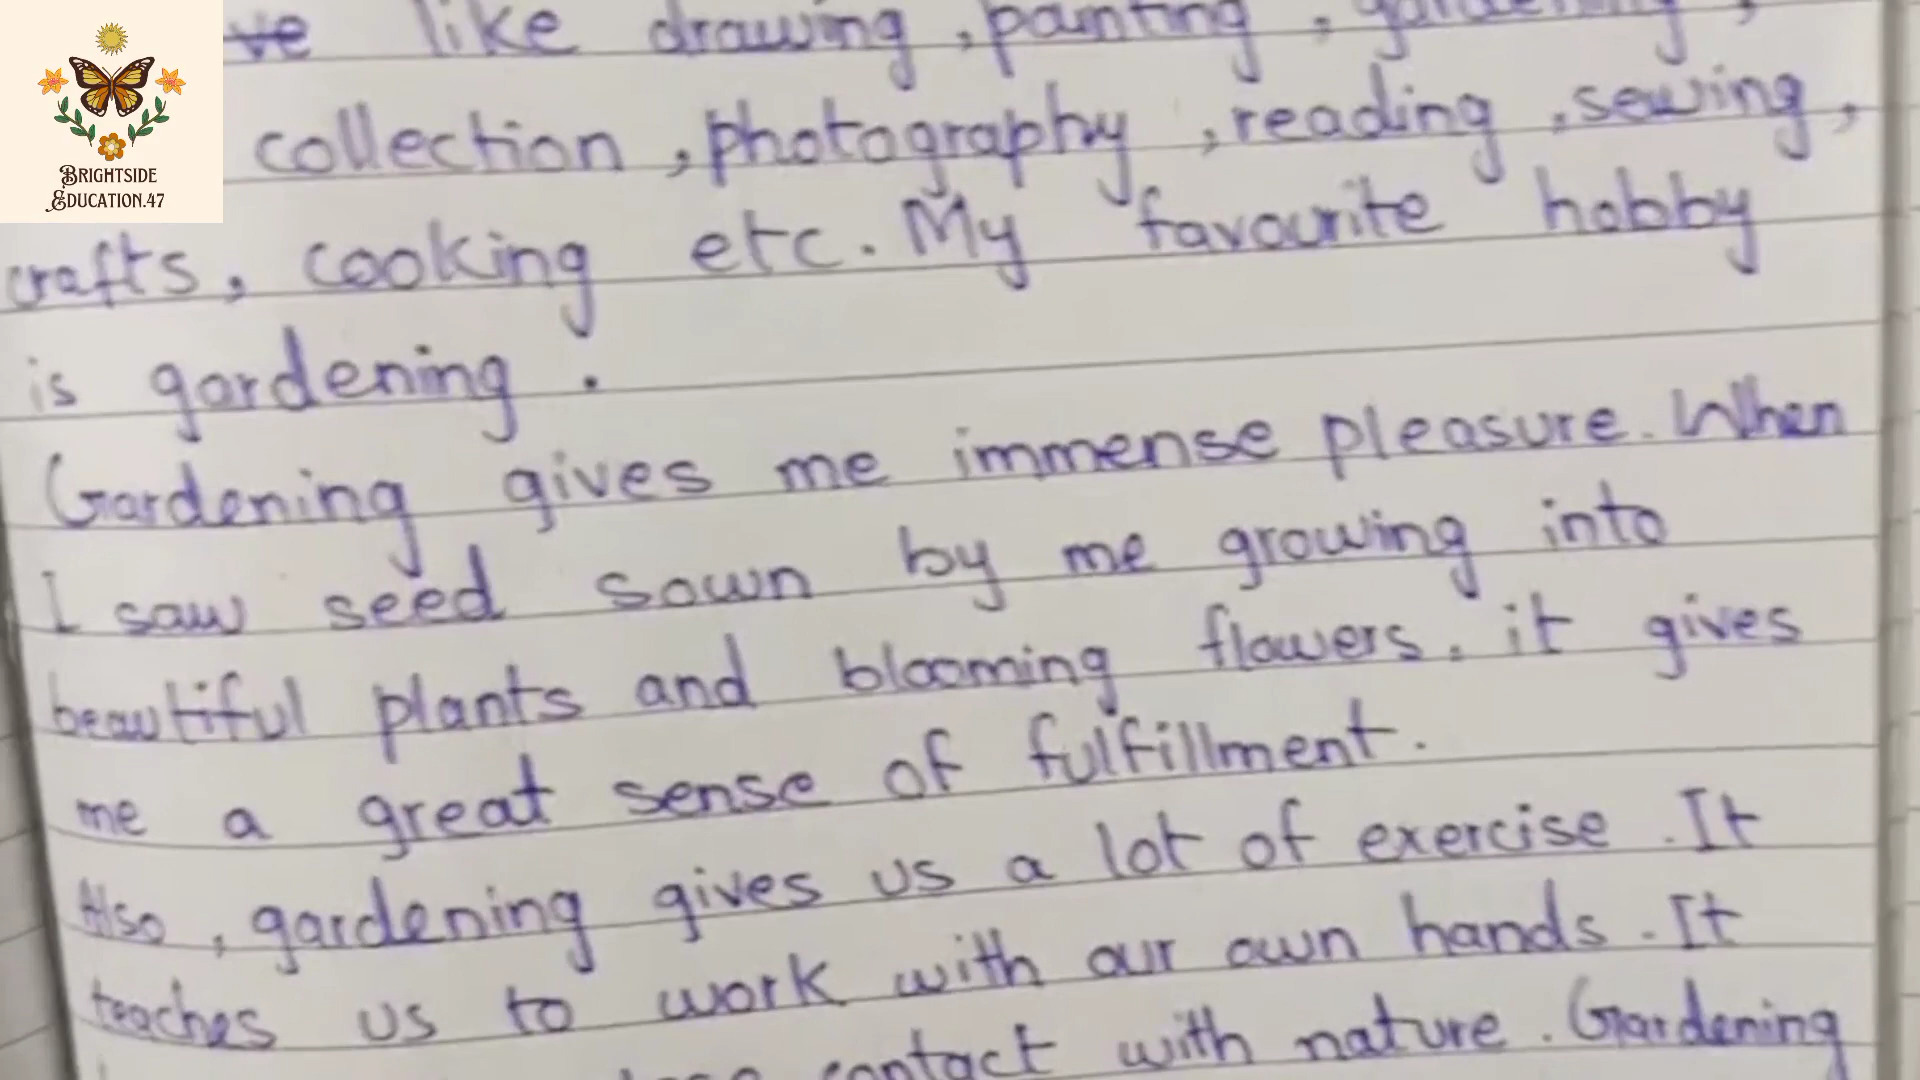 BRIGHTSIDE
EDUCATION.47
ve like drawing , painting , gardening ,
collection , photography , reading , sewing ,
crafts , cooking etc . My favourite hobby
is gardening .
Gardening gives me immense pleasure . When
I saw seed sown by me growing into
beautiful plants and blooming flowers , it gives
me a great sense of fulfillment .
Also , gardening gives us a lot of exercise . It
teaches us to work with our own hands . It
contact with nature . Gardening